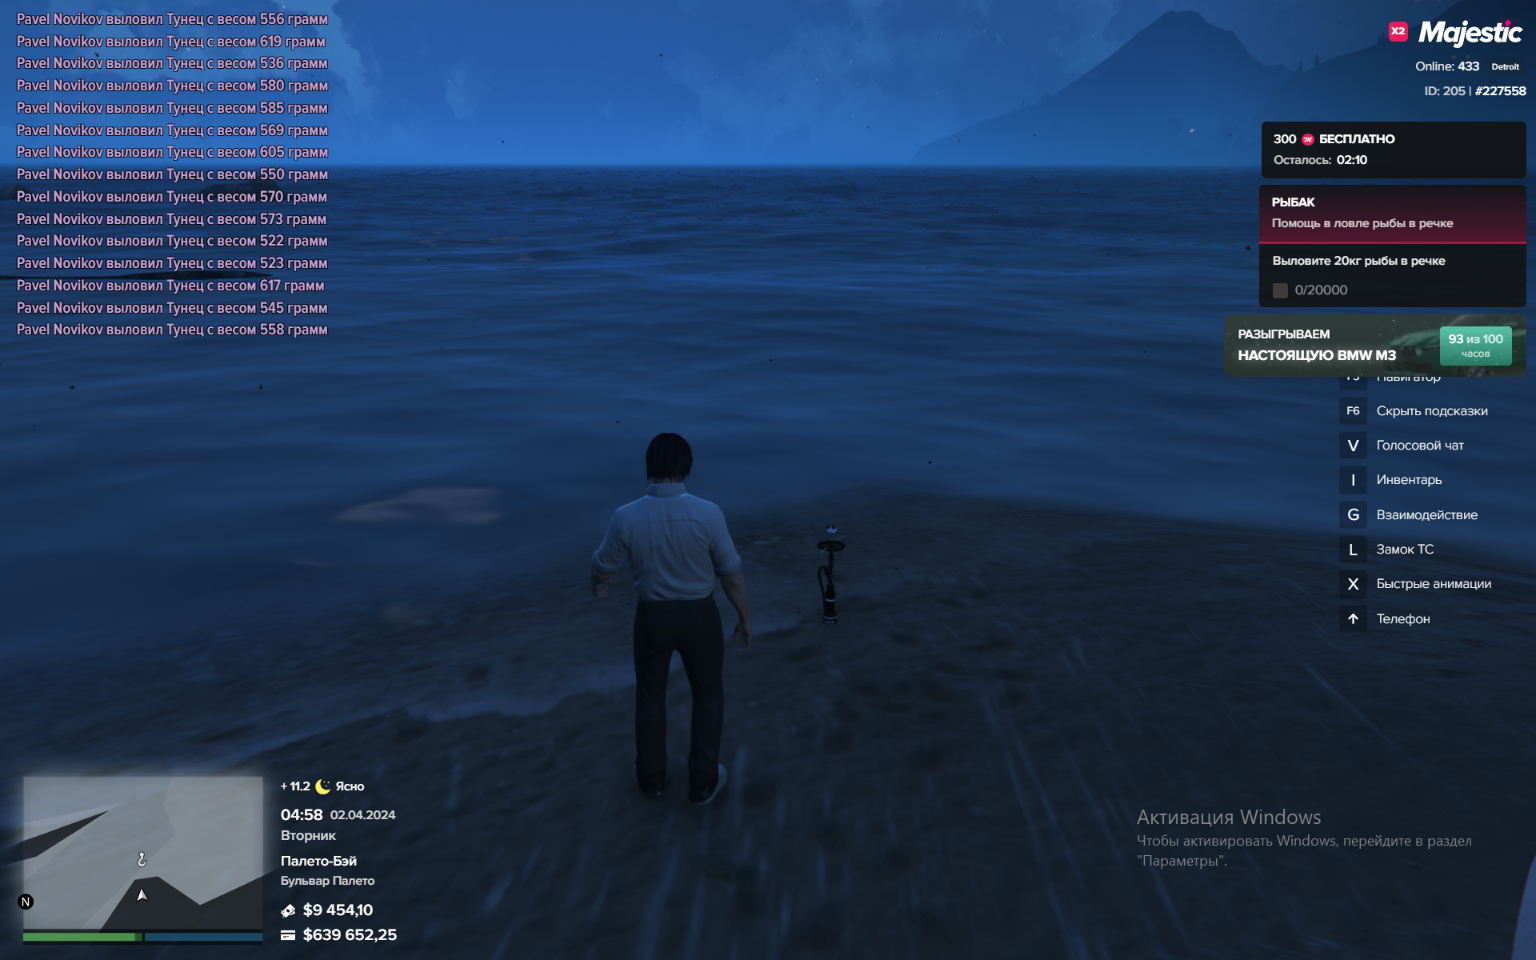 Pavel Novikov выловил Тунец с весом 556 грамм
Pavel Novikov выловил Тунец с весом 619 грамм
Pavel Novikov выловил Тунец с весом 536 грамм
Pavel Novikov выловил Тунец с весом 580 грамм
Pavel Novikov выловил Тунец с весом 585 грамм
Pavel Novikov выловил Тунец с весом 569 грамм
Pavel Novikov выловил Тунец с весом 605 грамм
Pavel Novikov выловил Тунец с весом 550 грамм
Pavel Novikov выловил Тунец с весом 570 грамм
Pavel Novikov выловил Тунец с весом 573 грамм
Pavel Novikov выловил Тунец с весом 522 грамм
Pavel Novikov выловил Тунец с весом 523 грамм
Pavel Novikov выловил Тунец с весом 617 грамм
Pavel Novikov выловил Тунец с весом 545 грамм
Pavel Novikov выловил Тунец с весом 558 грамм
X2 Majestic
Online: 433 Detroit
ID: 205 | #227558
300 БЕСПЛАТНО
Осталось: 02:10
РЫБАК
Помощь в ловле рыбы в речке
Выловите 20кг рыбы в речке
0/20000
РАЗЫГРЫВАЕМ
НАСТОЯЩУЮ BMW M3
93 из 100
часов
Навигатор
F6 Скрыть подсказки
V Голосовой чат
I Инвентарь
G Взаимодействие
L Замок ТС
X Быстрые анимации
Телефон
N
+ 11.2 Ясно
04:58 02.04.2024
Вторник
Палето-Бэй
Бульвар Палето
$9 454,10
$639 652,25
Активация Windows
Чтобы активировать Windows, перейдите в раздел
"Параметры".